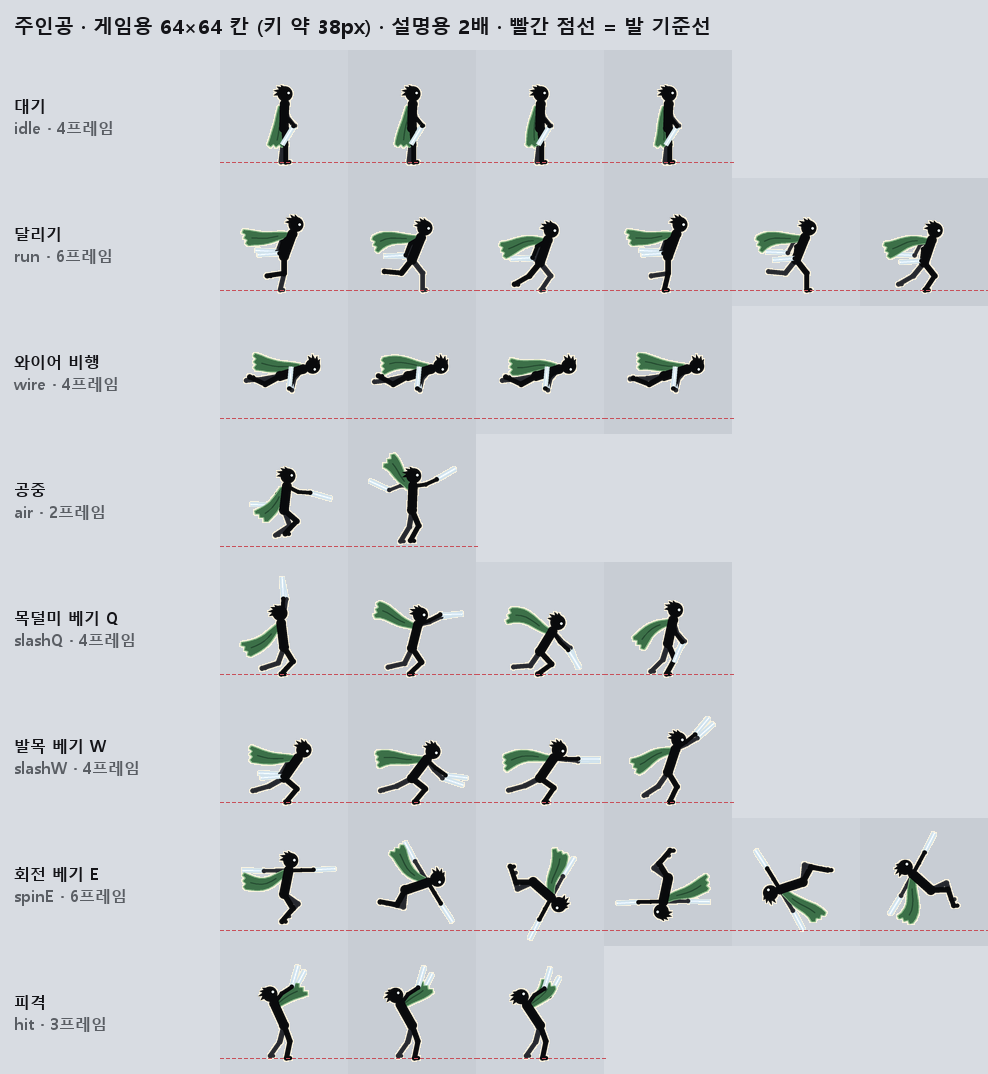 주인공 · 게임용 64×64 칸 (키 약 38px) · 설명용 2배 · 빨간 점선 = 발 기준선
대기
idle · 4프레임
달리기
run · 6프레임
와이어 비행
wire · 4프레임
공중
air · 2프레임
목덜미 베기 Q
slashQ · 4프레임
발목 베기 W
slashW · 4프레임
회전 베기 E
spinE · 6프레임
피격
hit · 3프레임